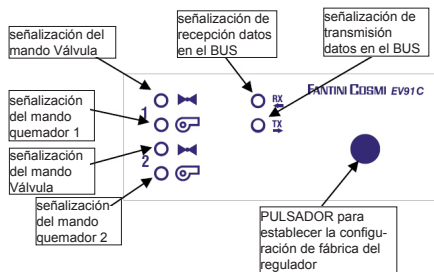 señalización del
mando Válvula
señalización de
recepción datos
en el BUS
señalización de
transmisión
datos en el BUS
señalización
del mando
quemador 1
señalización
del mando
Válvula
señalización
del mando
quemador 2
1
2
RX
TX
FANTINI COSMI EV91C
PULSADOR para
establecer la configu-
ración de fábrica del
regulador